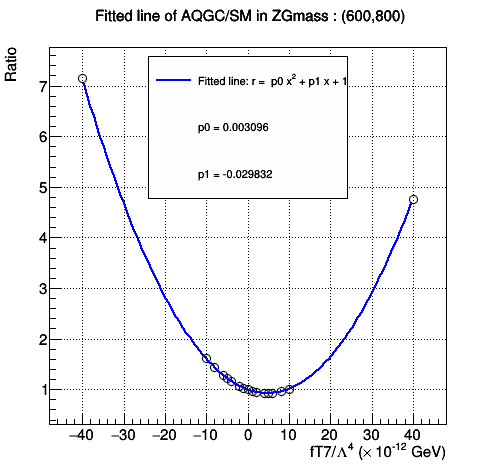 Fitted line of AQGC/SM in ZGmass : (600,800)
Ratio
Fitted line: r = p0 x² + p1 x + 1
p0 = 0.003096
p1 = -0.029832
7
6
5
4
3
2
1
−40 −30 −20 −10 0 10 20 30 40
fT7/Λ⁴ (× 10⁻¹² GeV)